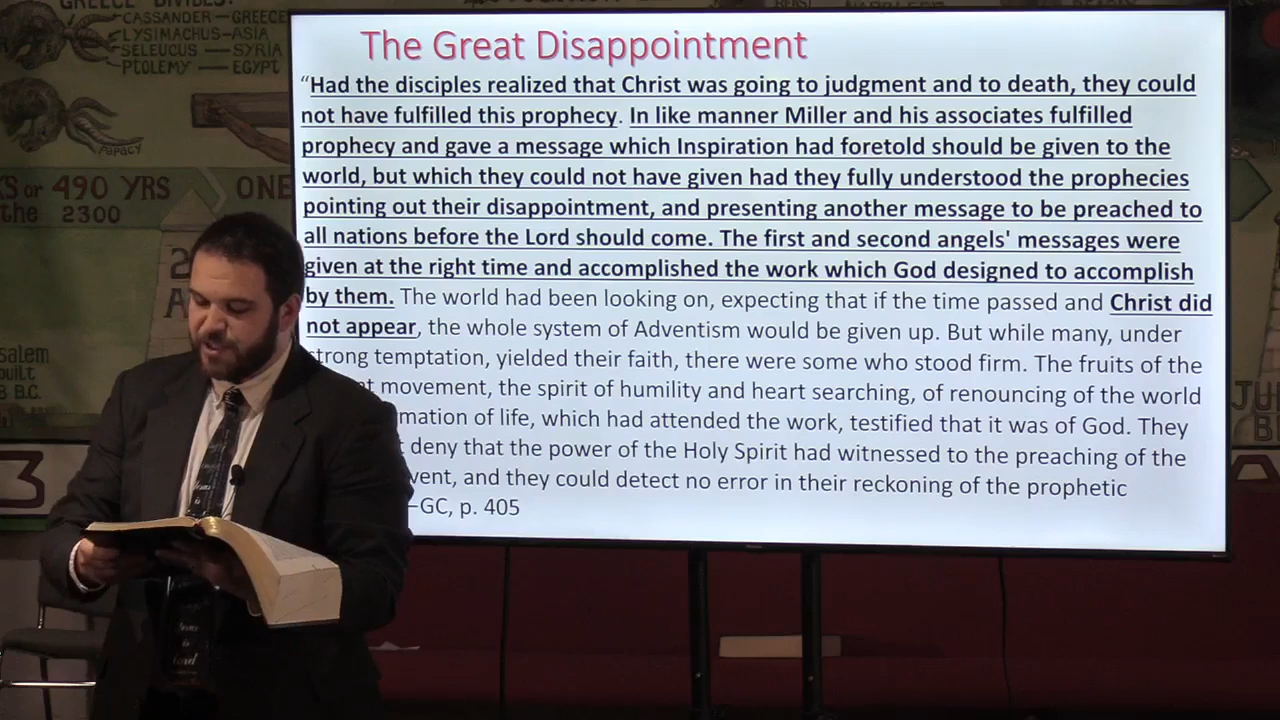 GREECE DIVIDES:
CASSANDER — GREECE
LYSIMACHUS — ASIA
SELEUCUS — SYRIA
PTOLEMY — EGYPT
PAPACY
or 490 YRS
ONE
the 2300
2
A
B.C.
3
The Great Disappointment
“Had the disciples realized that Christ was going to judgment and to death, they could
not have fulfilled this prophecy. In like manner Miller and his associates fulfilled
prophecy and gave a message which Inspiration had foretold should be given to the
world, but which they could not have given had they fully understood the prophecies
pointing out their disappointment, and presenting another message to be preached to
all nations before the Lord should come. The first and second angels' messages were
given at the right time and accomplished the work which God designed to accomplish
by them. The world had been looking on, expecting that if the time passed and Christ did
not appear, the whole system of Adventism would be given up. But while many, under
strong temptation, yielded their faith, there were some who stood firm. The fruits of the
movement, the spirit of humility and heart searching, of renouncing of the world
mation of life, which had attended the work, testified that it was of God. They
deny that the power of the Holy Spirit had witnessed to the preaching of the
vent, and they could detect no error in their reckoning of the prophetic
—GC, p. 405
is
Lord